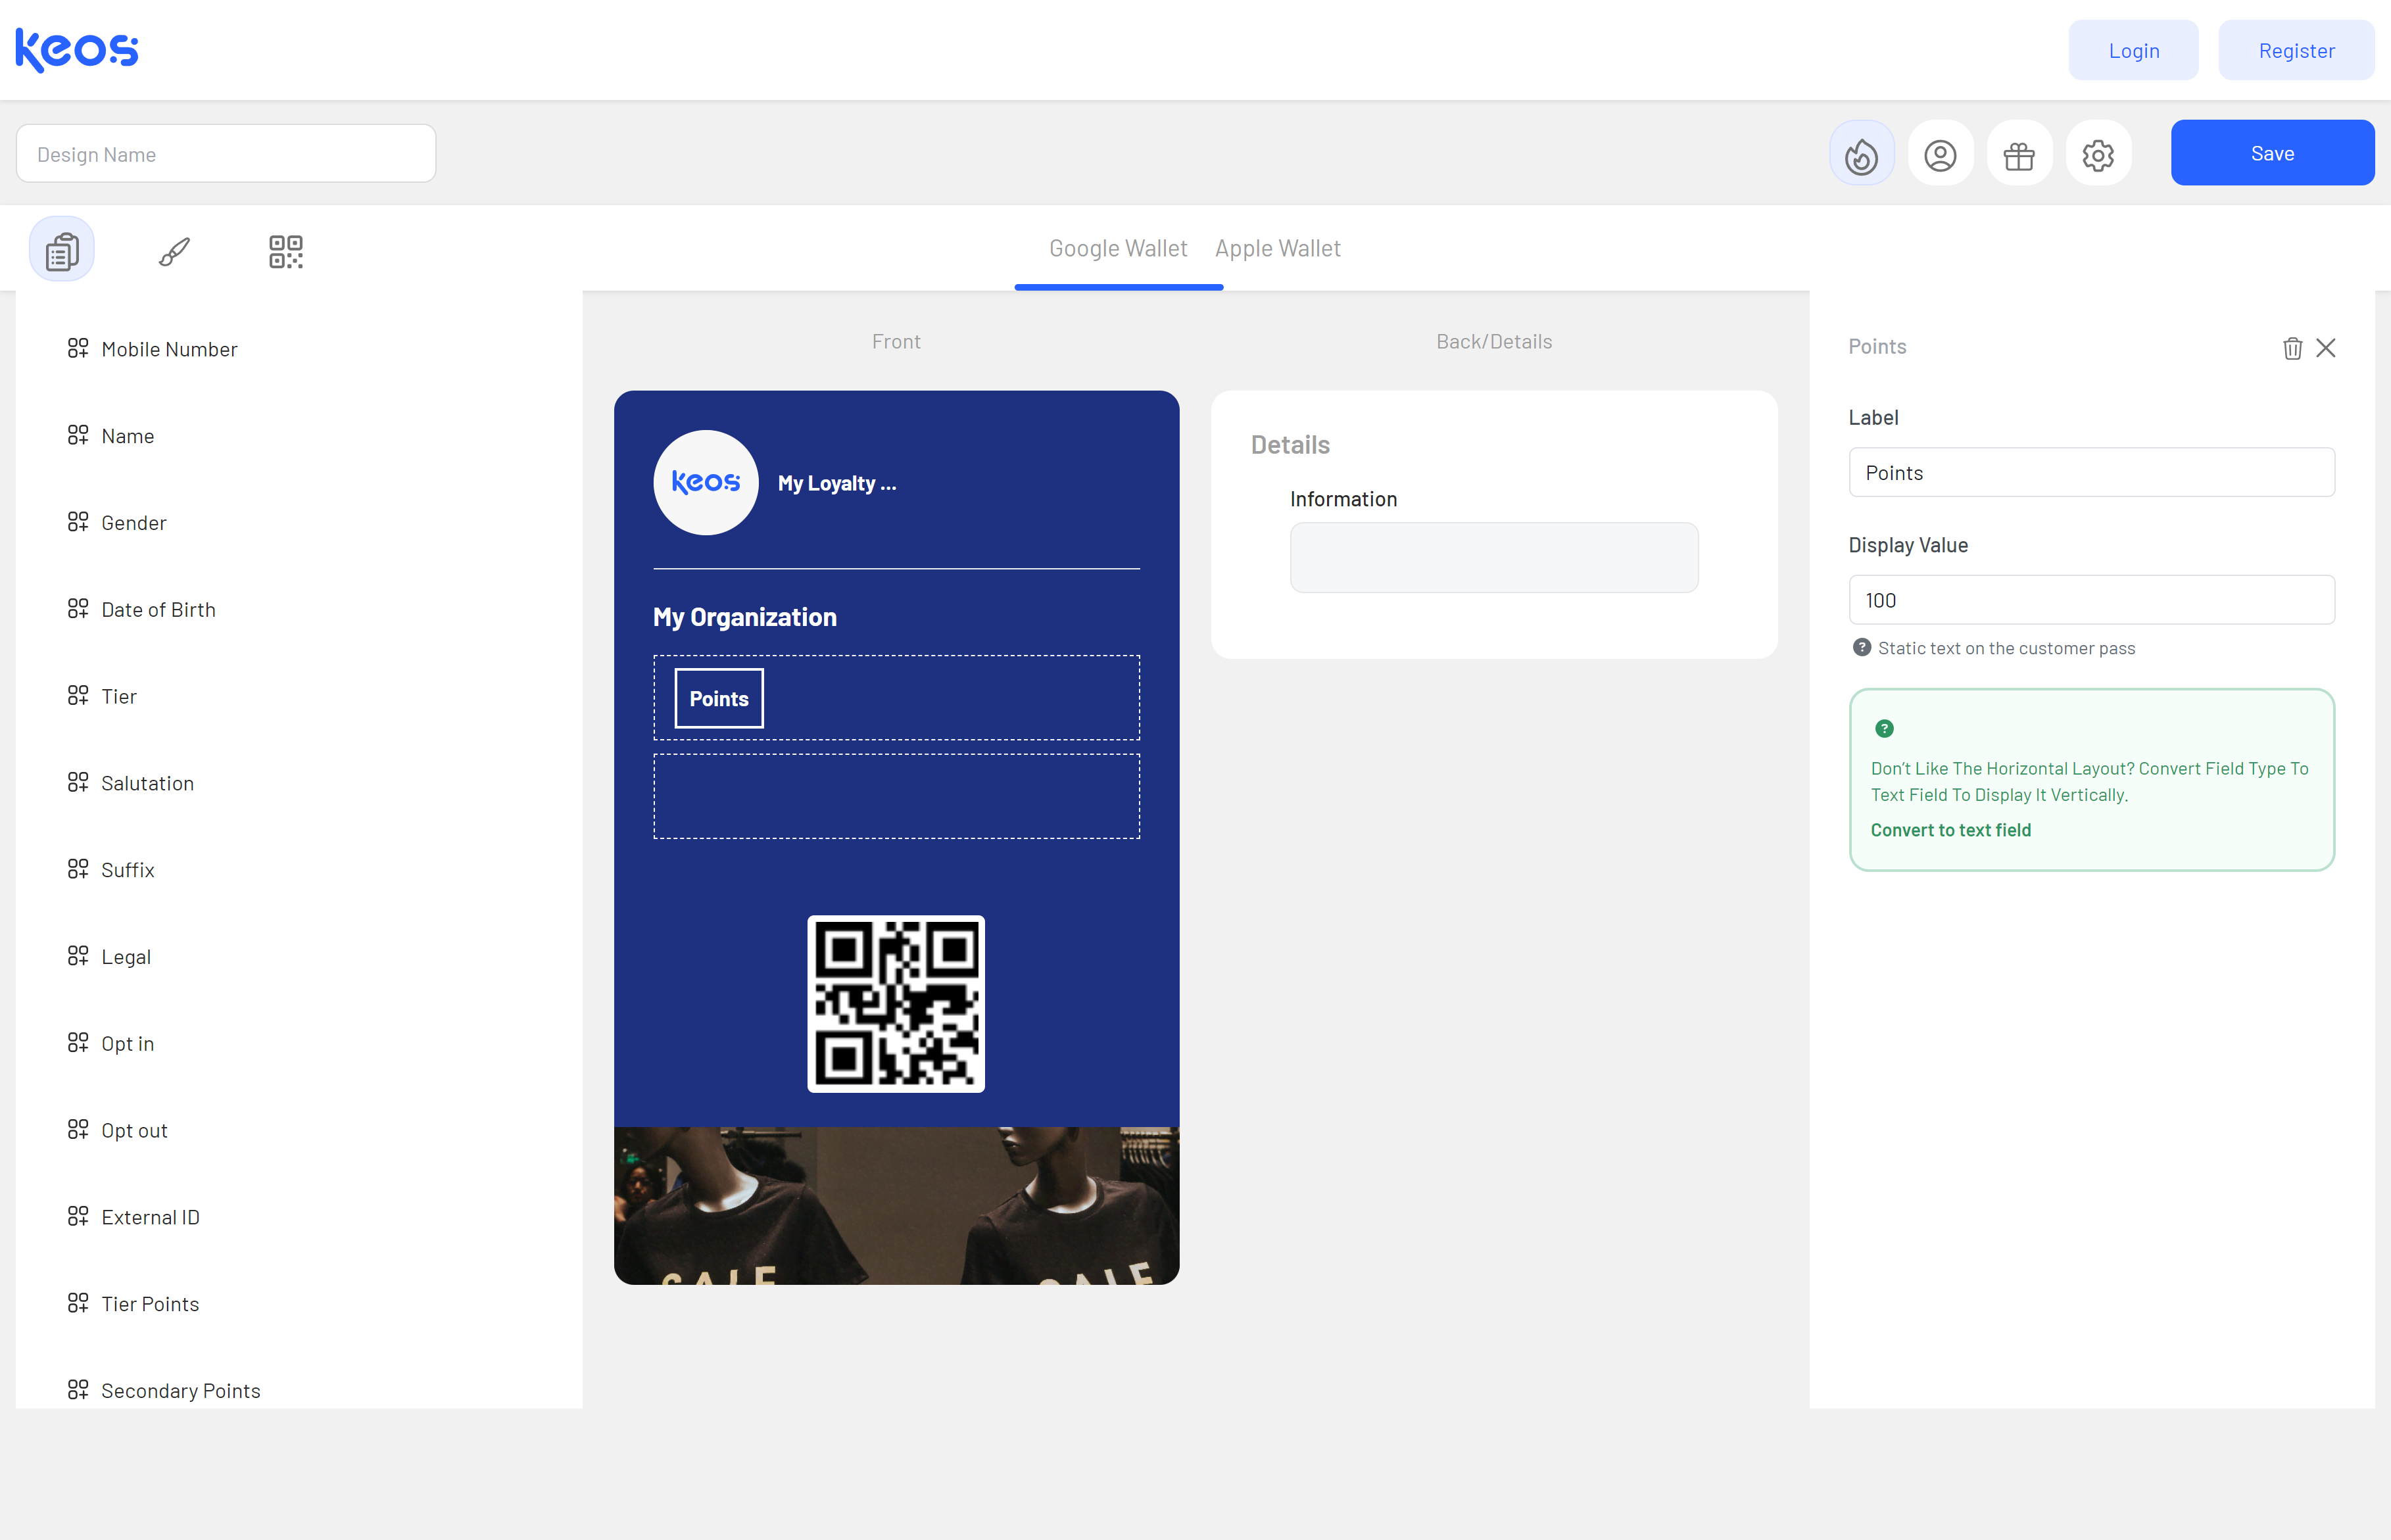 keos
Login
Register
Design Name
Save
Google Wallet
Apple Wallet
Mobile Number
Name
Gender
Date of Birth
Tier
Salutation
Suffix
Legal
Opt in
Opt out
External ID
Tier Points
Secondary Points
Front
keos
My Loyalty ...
My Organization
Points
SALE
SALE
Back/Details
Details
Information
Points
Label
Points
Display Value
100
? Static text on the customer pass
?
Don't Like The Horizontal Layout? Convert Field Type To
Text Field To Display It Vertically.
Convert to text field